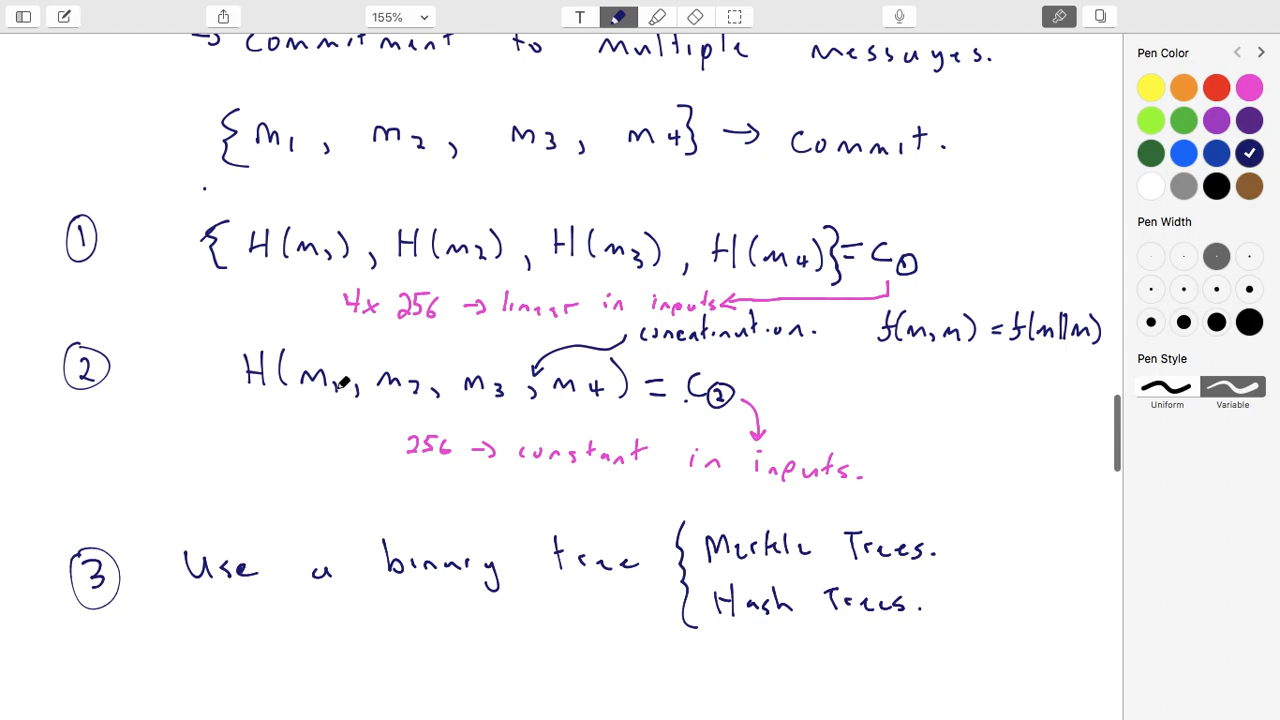 155%
T
→ Commitment to multiple messuyes.
{m1, m2, m3, m4} → Commit.
① {H(m1), H(m2), H(m3), H(m4)} = C①
4x 256 → linear in inputs
concatinution.
f(m,m) = f(m||m)
② H(m1, m2, m3, m4) = C②
256 → constant in inputs.
③ Use a binary tree { Merkle Trees.
Hash Trees.
Pen Color
Pen Width
Pen Style
Uniform Variable